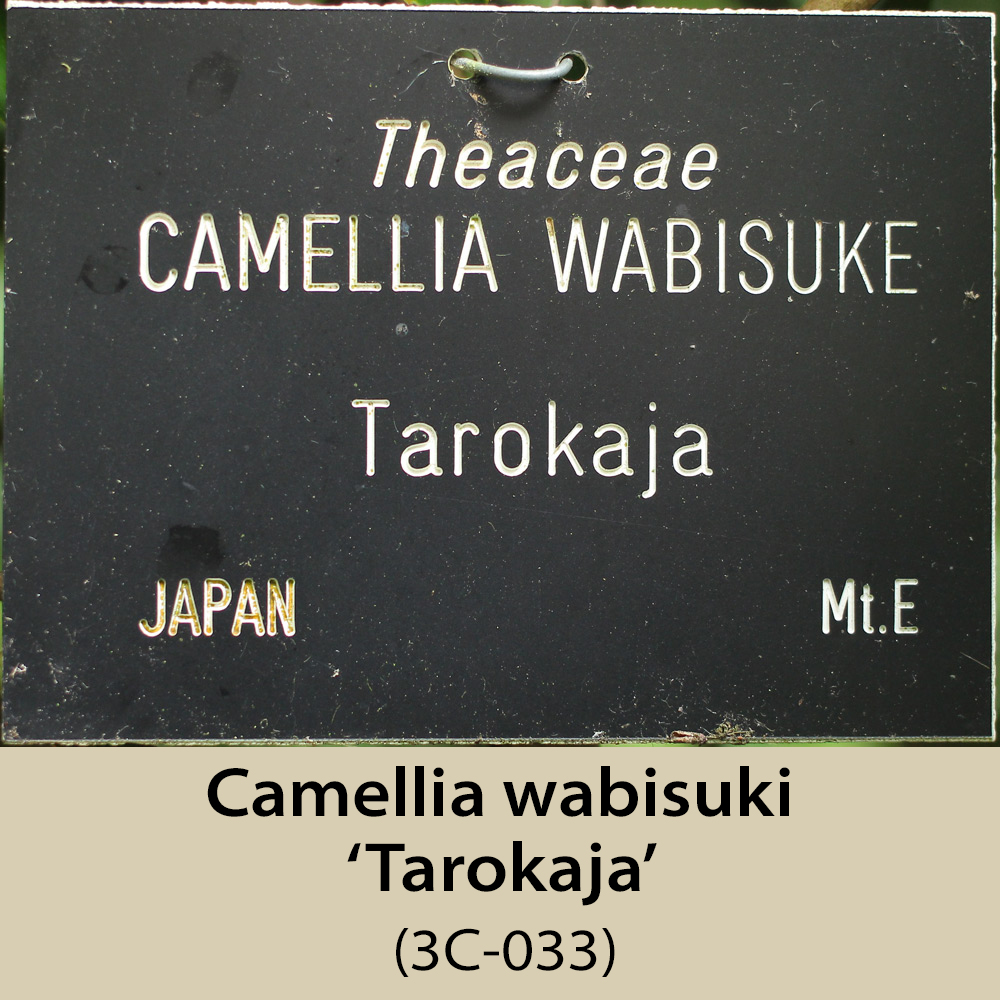 Theaceae
CAMELLIA WABISUKE
Tarokaja
JAPAN
Mt.E
Camellia wabisuki
‘Tarokaja’
(3C-033)